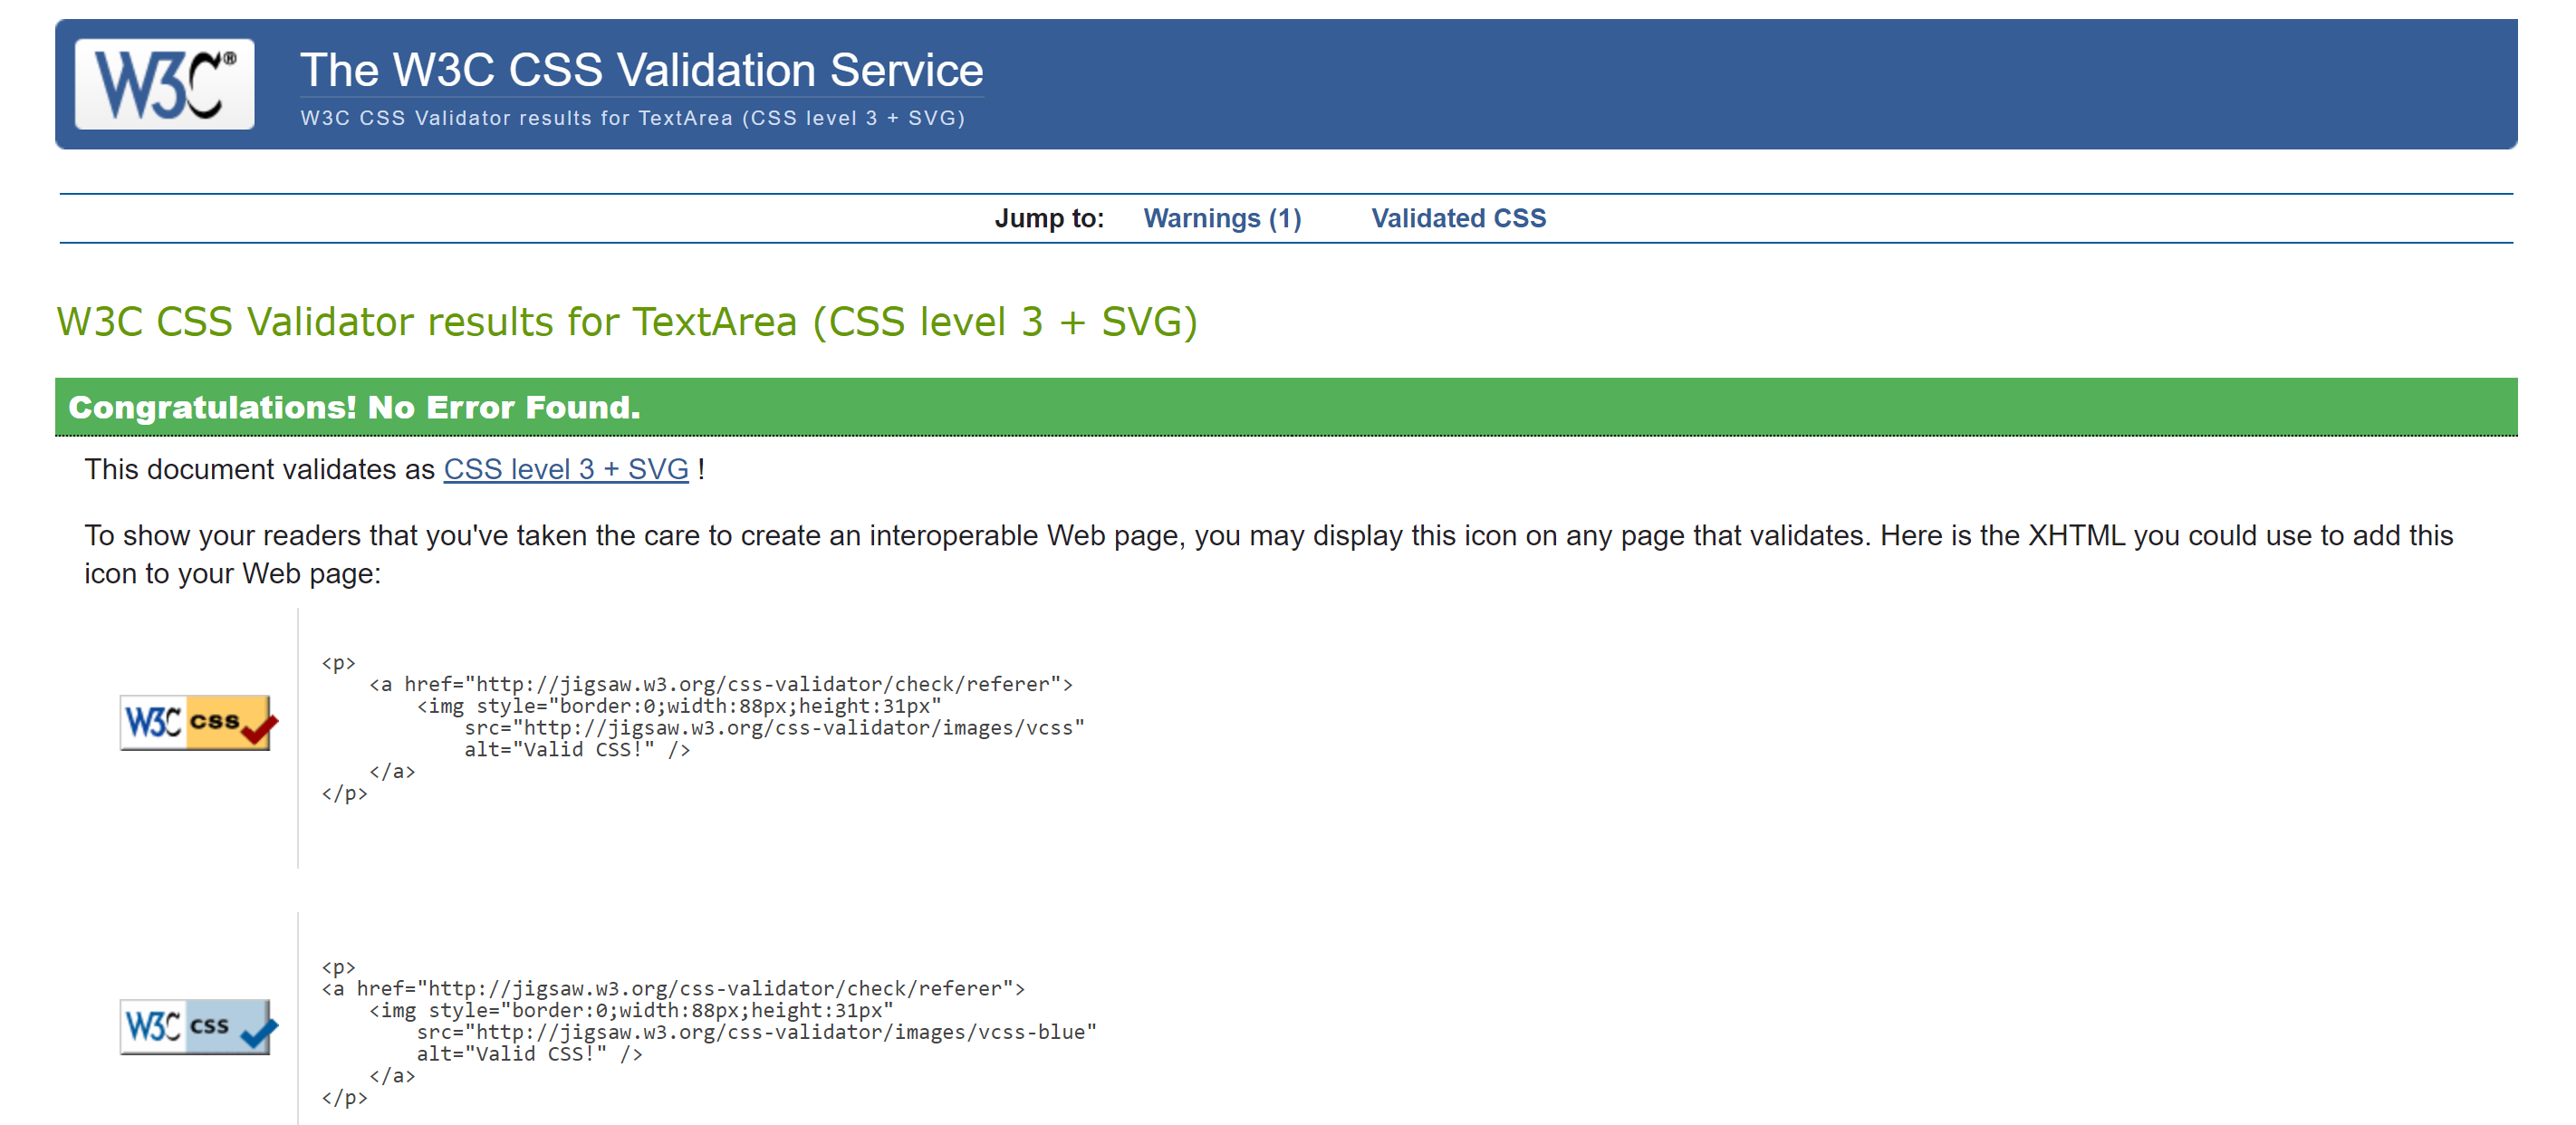 W3C®
The W3C CSS Validation Service
W3C CSS Validator results for TextArea (CSS level 3 + SVG)
Jump to: Warnings (1) Validated CSS
W3C CSS Validator results for TextArea (CSS level 3 + SVG)
Congratulations! No Error Found.
This document validates as CSS level 3 + SVG !
To show your readers that you've taken the care to create an interoperable Web page, you may display this icon on any page that validates. Here is the XHTML you could use to add this
icon to your Web page:
W3C css
<p>
    <a href="http://jigsaw.w3.org/css-validator/check/referer">
        <img style="border:0;width:88px;height:31px"
            src="http://jigsaw.w3.org/css-validator/images/vcss"
            alt="Valid CSS!" />
    </a>
</p>
W3C css
<p>
<a href="http://jigsaw.w3.org/css-validator/check/referer">
    <img style="border:0;width:88px;height:31px"
        src="http://jigsaw.w3.org/css-validator/images/vcss-blue"
        alt="Valid CSS!" />
    </a>
</p>